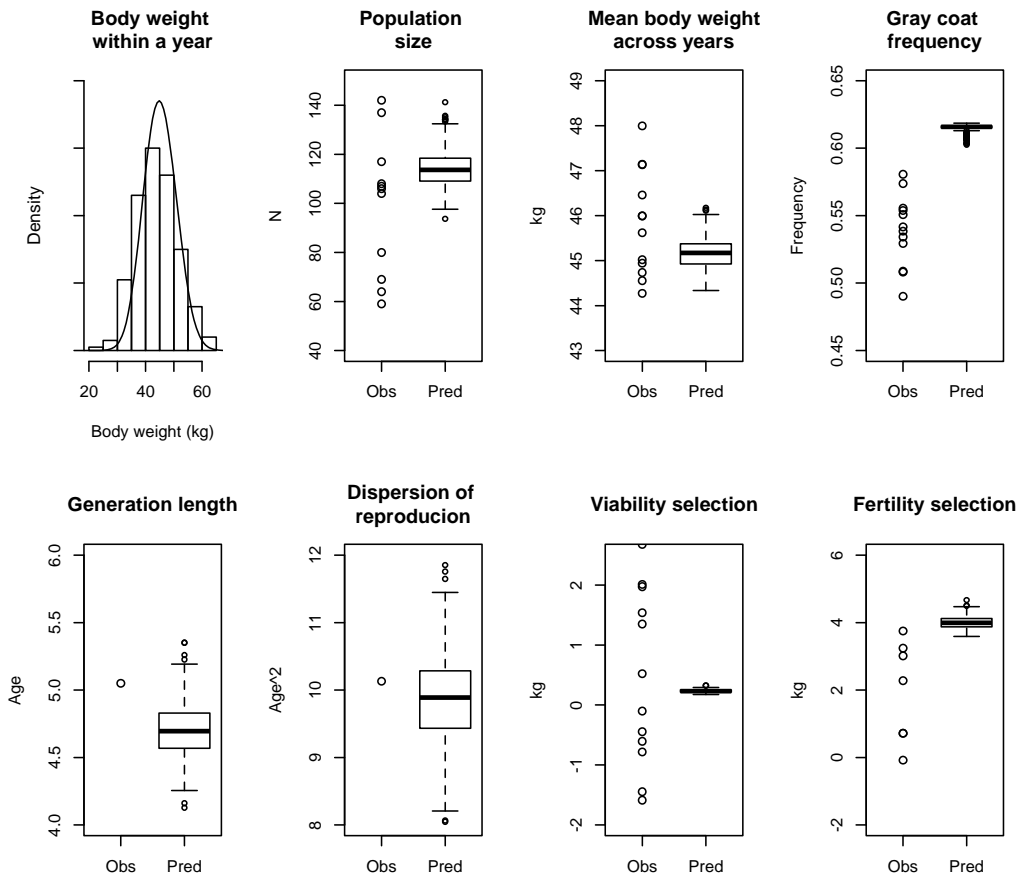 Body weight
within a year
Density
20
40
60
Body weight (kg)
Population
size
N
40
60
80
100
120
140
Obs
Pred
Mean body weight
across years
kg
43
44
45
46
47
48
49
Obs
Pred
Gray coat
frequency
Frequency
0.45
0.50
0.55
0.60
0.65
Obs
Pred
Generation length
Age
4.0
4.5
5.0
5.5
6.0
Obs
Pred
Dispersion of
reproducion
Age^2
8
9
10
11
12
Obs
Pred
Viability selection
kg
-2
-1
0
1
2
Obs
Pred
Fertility selection
kg
-2
0
2
4
6
Obs
Pred